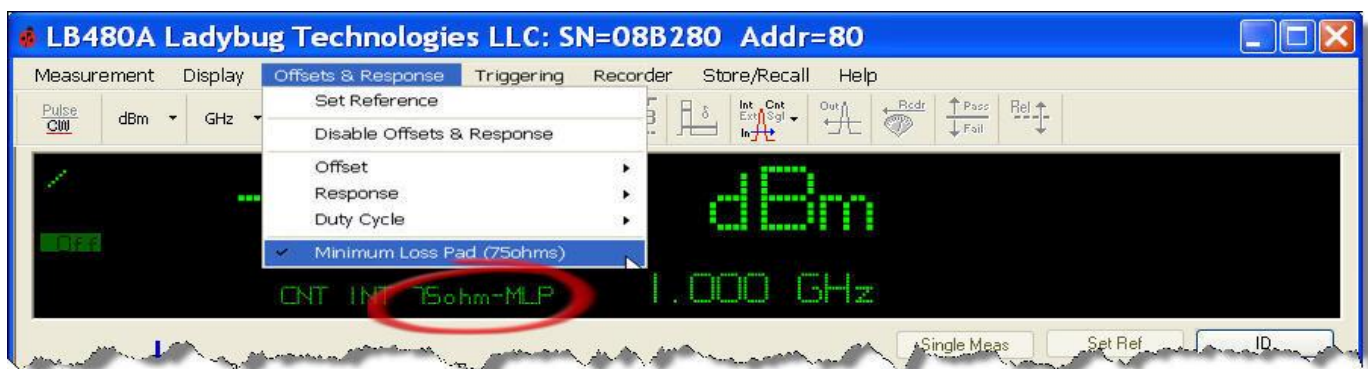 LB480A Ladybug Technologies LLC: SN=08B280 Addr=80
Measurement Display Offsets & Response Triggering Recorder Store/Recall Help
Pulse
CW
dBm GHz
Int Cnt
Ext Sgl
In
Out
Rcdr
Pass
Fail
Rel
Set Reference
Disable Offsets & Response
Offset
Response
Duty Cycle
Minimum Loss Pad (75ohms)
dBm
Off
CNT INT 75ohm-MLP 1.000 GHz
Single Meas Set Ref ID